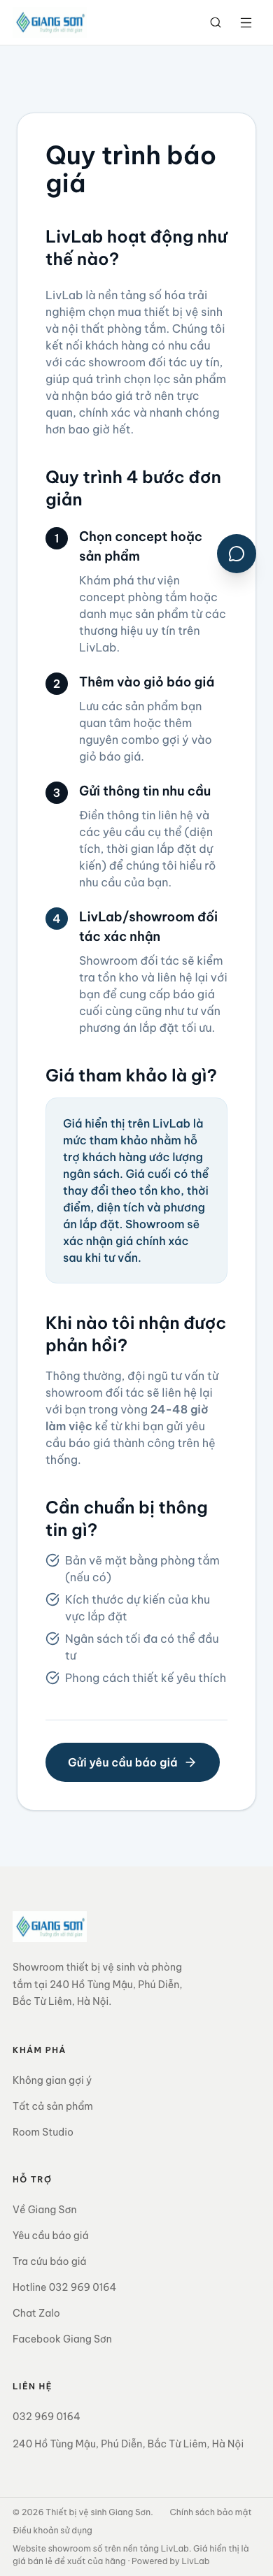 GIANG SƠN
Quy trình báo
giá
LivLab hoạt động như
thế nào?
LivLab là nền tảng số hóa trải
nghiệm chọn mua thiết bị vệ sinh
và nội thất phòng tắm. Chúng tôi
kết nối khách hàng có nhu cầu
với các showroom đối tác uy tín,
giúp quá trình chọn lọc sản phẩm
và nhận báo giá trở nên trực
quan, chính xác và nhanh chóng
hơn bao giờ hết.
Quy trình 4 bước đơn
giản
1
Chọn concept hoặc
sản phẩm
Khám phá thư viện
concept phòng tắm hoặc
danh mục sản phẩm từ các
thương hiệu uy tín trên
LivLab.
2
Thêm vào giỏ báo giá
Lưu các sản phẩm bạn
quan tâm hoặc thêm
nguyên combo gợi ý vào
giỏ báo giá.
3
Gửi thông tin nhu cầu
Điền thông tin liên hệ và
các yêu cầu cụ thể (diện
tích, thời gian lắp đặt dự
kiến) để chúng tôi hiểu rõ
nhu cầu của bạn.
4
LivLab/showroom đối
tác xác nhận
Showroom đối tác sẽ kiểm
tra tồn kho và liên hệ lại với
bạn để cung cấp báo giá
cuối cùng cũng như tư vấn
phương án lắp đặt tối ưu.
Giá tham khảo là gì?
Giá hiển thị trên LivLab là
mức tham khảo nhằm hỗ
trợ khách hàng ước lượng
ngân sách. Giá cuối có thể
thay đổi theo tồn kho, thời
điểm, diện tích và phương
án lắp đặt. Showroom sẽ
xác nhận giá chính xác
sau khi tư vấn.
Khi nào tôi nhận được
phản hồi?
Thông thường, đội ngũ tư vấn từ
showroom đối tác sẽ liên hệ lại
với bạn trong vòng 24-48 giờ
làm việc kể từ khi bạn gửi yêu
cầu báo giá thành công trên hệ
thống.
Cần chuẩn bị thông
tin gì?
Bản vẽ mặt bằng phòng tắm
(nếu có)
Kích thước dự kiến của khu
vực lắp đặt
Ngân sách tối đa có thể đầu
tư
Phong cách thiết kế yêu thích
Gửi yêu cầu báo giá
GIANG SƠN
Showroom thiết bị vệ sinh và phòng
tắm tại 240 Hồ Tùng Mậu, Phú Diễn,
Bắc Từ Liêm, Hà Nội.
KHÁM PHÁ
Không gian gợi ý
Tất cả sản phẩm
Room Studio
HỖ TRỢ
Về Giang Sơn
Yêu cầu báo giá
Tra cứu báo giá
Hotline 032 969 0164
Chat Zalo
Facebook Giang Sơn
LIÊN HỆ
032 969 0164
240 Hồ Tùng Mậu, Phú Diễn, Bắc Từ Liêm, Hà Nội
© 2026 Thiết bị vệ sinh Giang Sơn. Chính sách bảo mật
Điều khoản sử dụng
Website showroom số trên nền tảng LivLab. Giá hiển thị là
giá bán lẻ đề xuất của hãng · Powered by LivLab